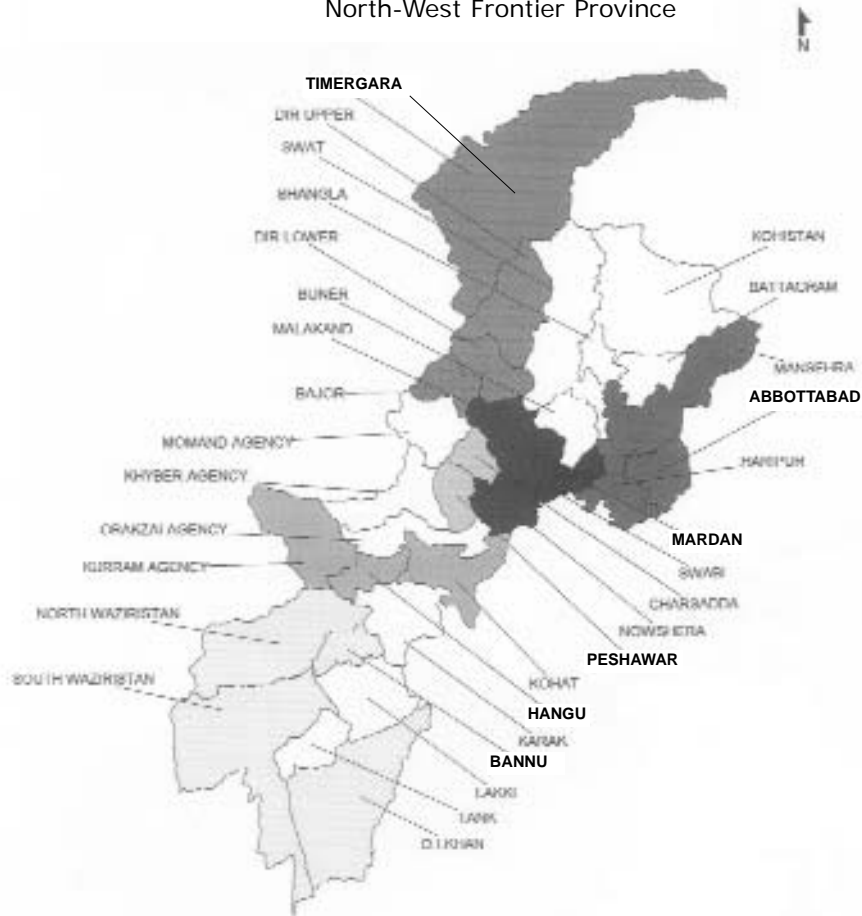 North-West Frontier Province
N
TIMERGARA
DIR UPPER
SWAT
SHANGLA
DIR LOWER
BUNER
MALAKAND
BAJOR
MOMAND AGENCY
KHYBER AGENCY
ORAKZAI AGENCY
KURRAM AGENCY
NORTH WAZIRISTAN
SOUTH WAZIRISTAN
KOHISTAN
BATTAGRAM
MANSEHRA
ABBOTTABAD
HARIPUR
MARDAN
SWABI
CHARSADDA
NOWSHERA
PESHAWAR
KOHAT
HANGU
KARAK
BANNU
LAKKI
TANK
D.I.KHAN